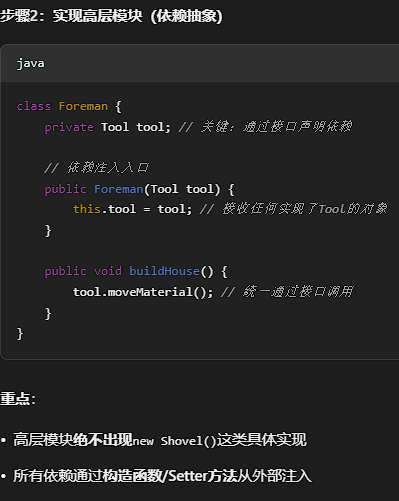 步骤2：实现高层模块（依赖抽象）
java
class Foreman {
    private Tool tool; // 关键：通过接口声明依赖
    // 依赖注入入口
    public Foreman(Tool tool) {
        this.tool = tool; // 接收任何实现了Tool的对象
    }
    public void buildHouse() {
        tool.moveMaterial(); // 统一通过接口调用
    }
}
重点：
• 高层模块绝不出现new Shovel()这类具体实现
• 所有依赖通过构造函数/Setter方法从外部注入